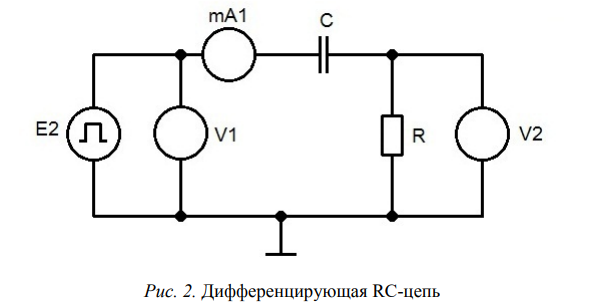 mA1
C
E2
V1
R
V2
Рис. 2. Дифференцирующая RC-цепь